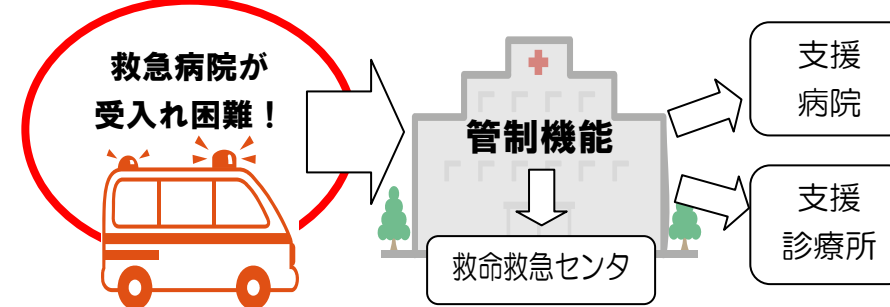 救急病院が
受入れ困難！
管制機能
救命救急センタ
支援
病院
支援
診療所